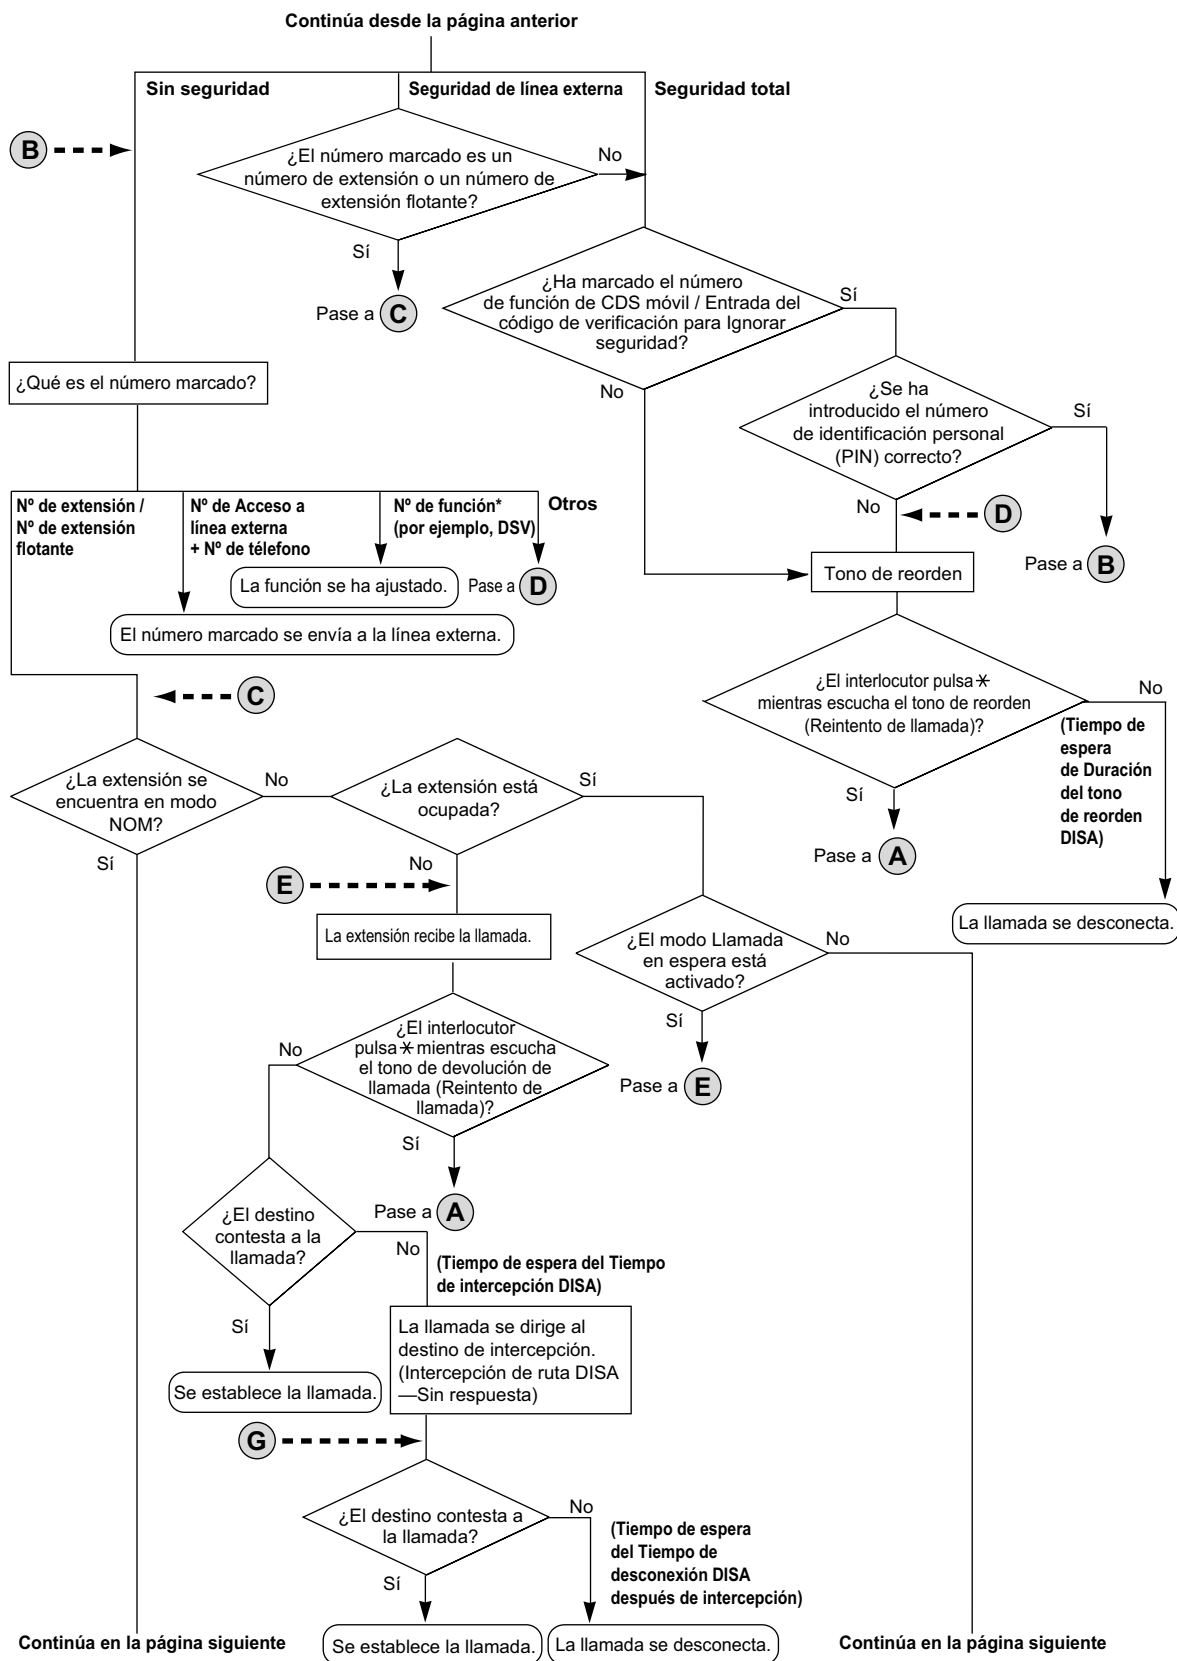 Continúa desde la página anterior
Sin seguridad
Seguridad de línea externa
Seguridad total
B
¿El número marcado es un
número de extensión o un número de
extensión flotante?
No
Sí
Pase a C
¿Ha marcado el número
de función de CDS móvil / Entrada del
código de verificación para Ignorar
seguridad?
Sí
No
¿Qué es el número marcado?
¿Se ha
introducido el número
de identificación personal
(PIN) correcto?
Sí
No
D
Pase a B
Nº de extensión /
Nº de extensión
flotante
Nº de Acceso a
línea externa
+ Nº de télefono
Nº de función*
(por ejemplo, DSV)
Otros
La función se ha ajustado.
Pase a D
El número marcado se envía a la línea externa.
Tono de reorden
C
¿El interlocutor pulsa *
mientras escucha el tono de reorden
(Reintento de llamada)?
No
(Tiempo de
espera
de Duración
del tono
de reorden
DISA)
Sí
Pase a A
La llamada se desconecta.
¿La extensión se
encuentra en modo
NOM?
No
Sí
¿La extensión está
ocupada?
Sí
No
E
La extensión recibe la llamada.
¿El modo Llamada
en espera está
activado?
No
Sí
Pase a E
¿El interlocutor
pulsa * mientras escucha
el tono de devolución de
llamada (Reintento de
llamada)?
No
Sí
Pase a A
¿El destino
contesta a la
llamada?
No
(Tiempo de espera del Tiempo
de intercepción DISA)
Sí
Se establece la llamada.
La llamada se dirige al
destino de intercepción.
(Intercepción de ruta DISA
—Sin respuesta)
G
¿El destino contesta a
la llamada?
No
(Tiempo de espera
del Tiempo de
desconexión DISA
después de intercepción)
Sí
Se establece la llamada.
La llamada se desconecta.
Continúa en la página siguiente
Continúa en la página siguiente